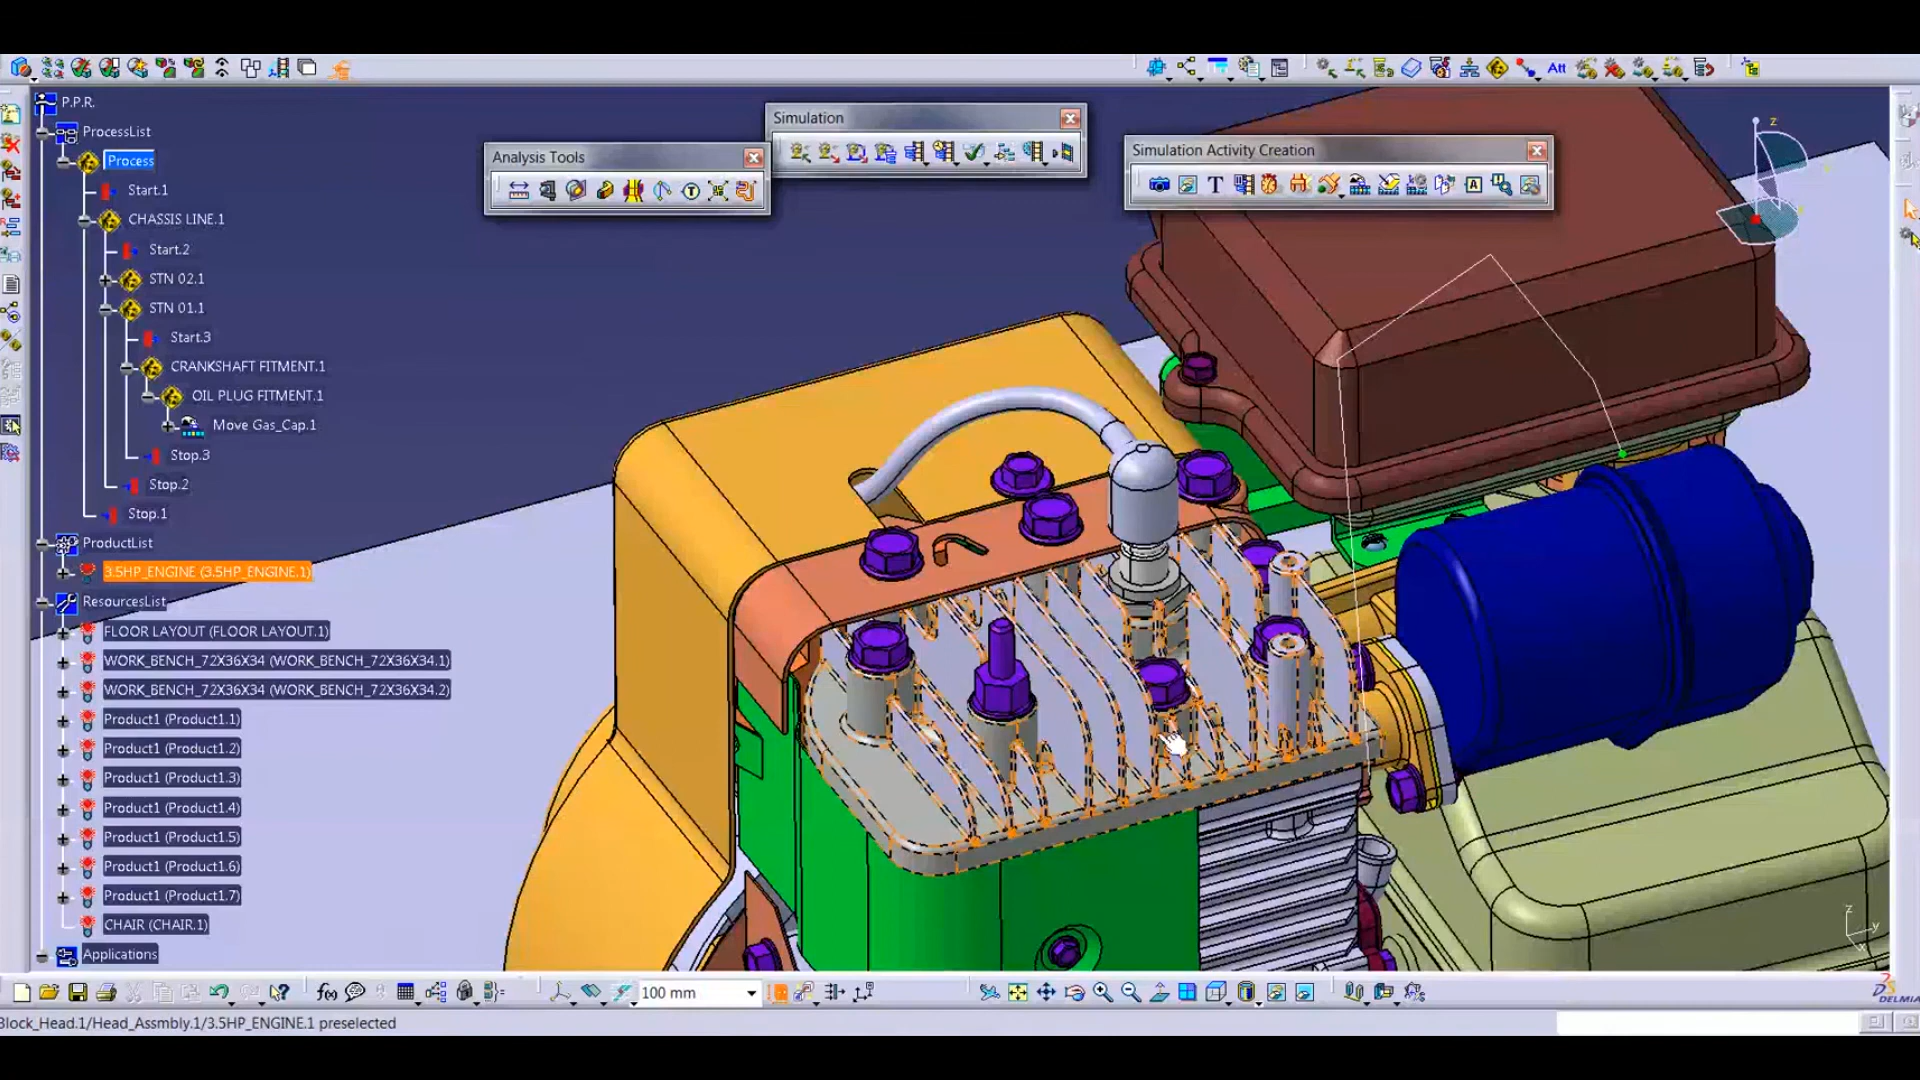 Att
P.P.R.
ProcessList
Process
Start.1
CHASSIS LINE.1
Start.2
STN 02.1
STN 01.1
Start.3
CRANKSHAFT FITMENT.1
OIL PLUG FITMENT.1
Move Gas_Cap.1
Stop.3
Stop.2
Stop.1
ProductList
3.5HP_ENGINE (3.5HP_ENGINE.1)
ResourcesList
FLOOR LAYOUT (FLOOR LAYOUT.1)
WORK_BENCH_72X36X34 (WORK_BENCH_72X36X34.1)
WORK_BENCH_72X36X34 (WORK_BENCH_72X36X34.2)
Product1 (Product1.1)
Product1 (Product1.2)
Product1 (Product1.3)
Product1 (Product1.4)
Product1 (Product1.5)
Product1 (Product1.6)
Product1 (Product1.7)
CHAIR (CHAIR.1)
Applications
Analysis Tools
Simulation
Simulation Activity Creation
T
A
z
z
y
x
f(x)
100 mm
DELMIA
Block_Head.1/Head_Assmbly.1/3.5HP_ENGINE.1 preselected